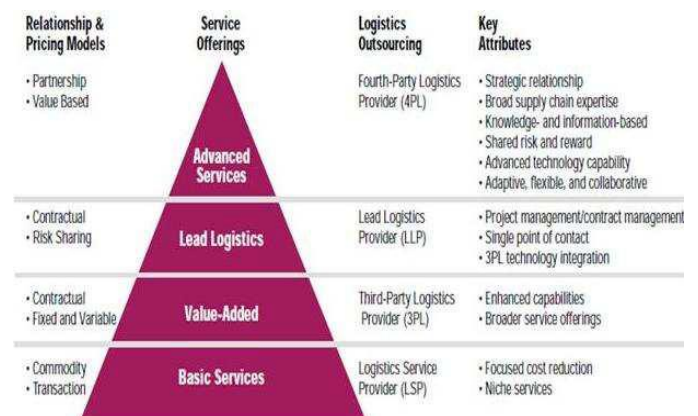 Relationship &
Pricing Models
Service
Offerings
Logistics
Outsourcing
Key
Attributes
• Partnership
• Value Based
Advanced
Services
Fourth-Party Logistics
Provider (4PL)
• Strategic relationship
• Broad supply chain expertise
• Knowledge- and information-based
• Shared risk and reward
• Advanced technology capability
• Adaptive, flexible, and collaborative
• Contractual
• Risk Sharing
Lead Logistics
Lead Logistics
Provider (LLP)
• Project management/contract management
• Single point of contact
• 3PL technology integration
• Contractual
• Fixed and Variable
Value-Added
Third-Party Logistics
Provider (3PL)
• Enhanced capabilities
• Broader service offerings
• Commodity
• Transaction
Basic Services
Logistics Service
Provider (LSP)
• Focused cost reduction
• Niche services